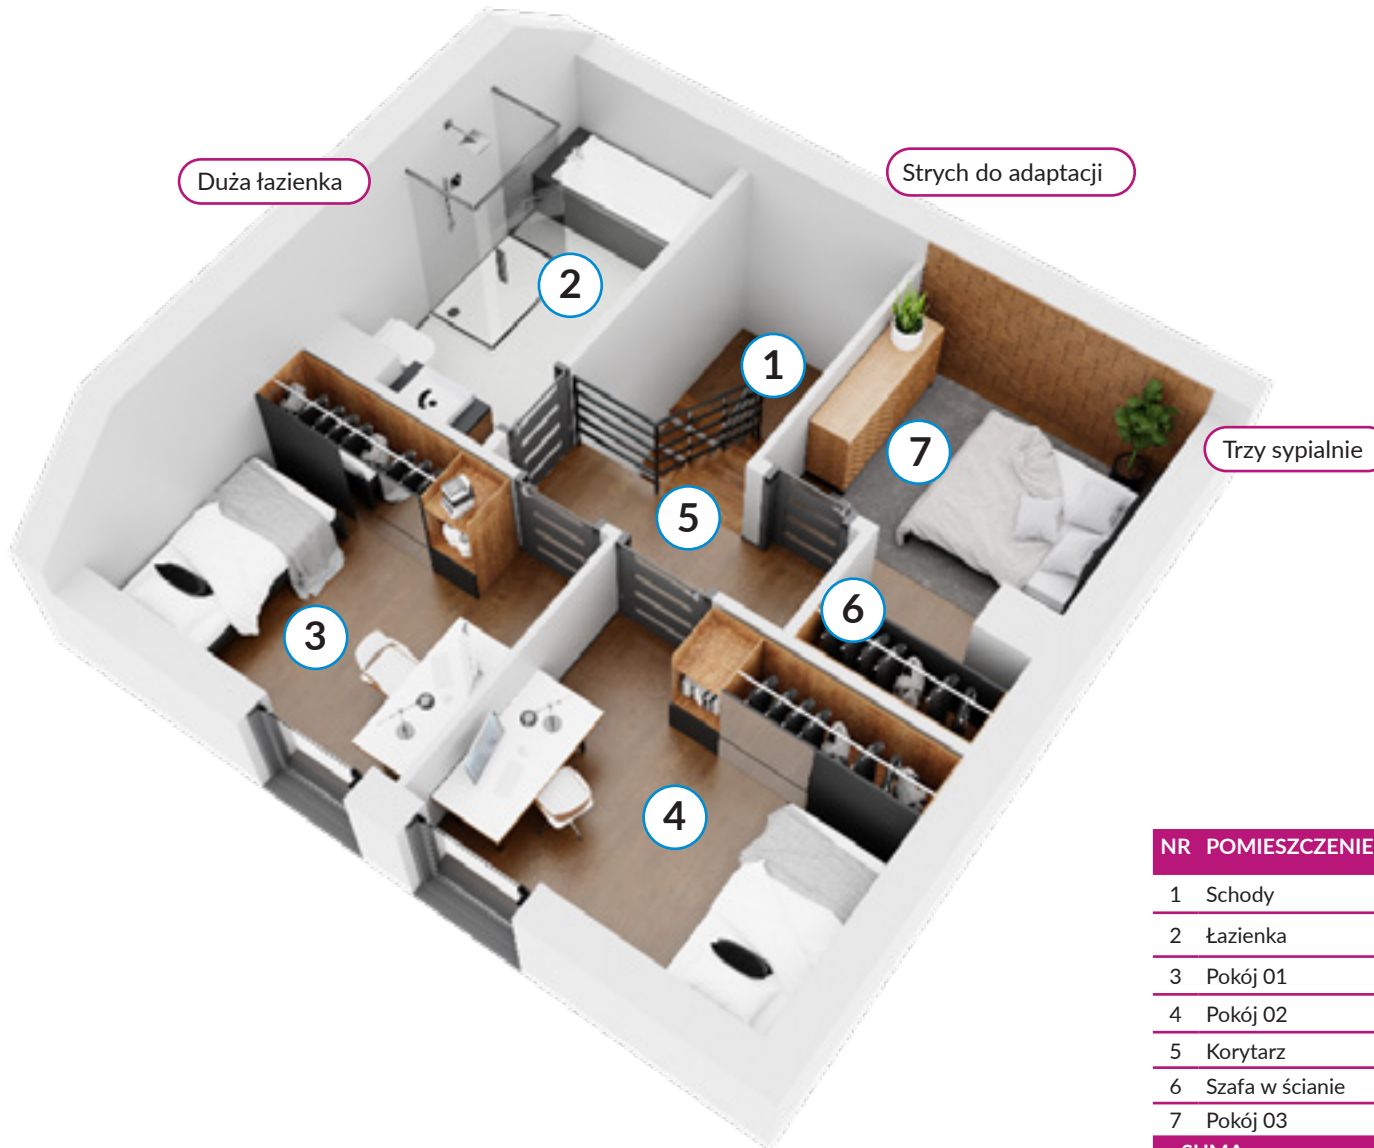 Duża łazienka
Strych do adaptacji
Trzy sypialnie
2
1
7
5
6
3
4
NR POMIESZCZENIE
1 Schody
2 Łazienka
3 Pokój 01
4 Pokój 02
5 Korytarz
6 Szafa w ścianie
7 Pokój 03
SUMA